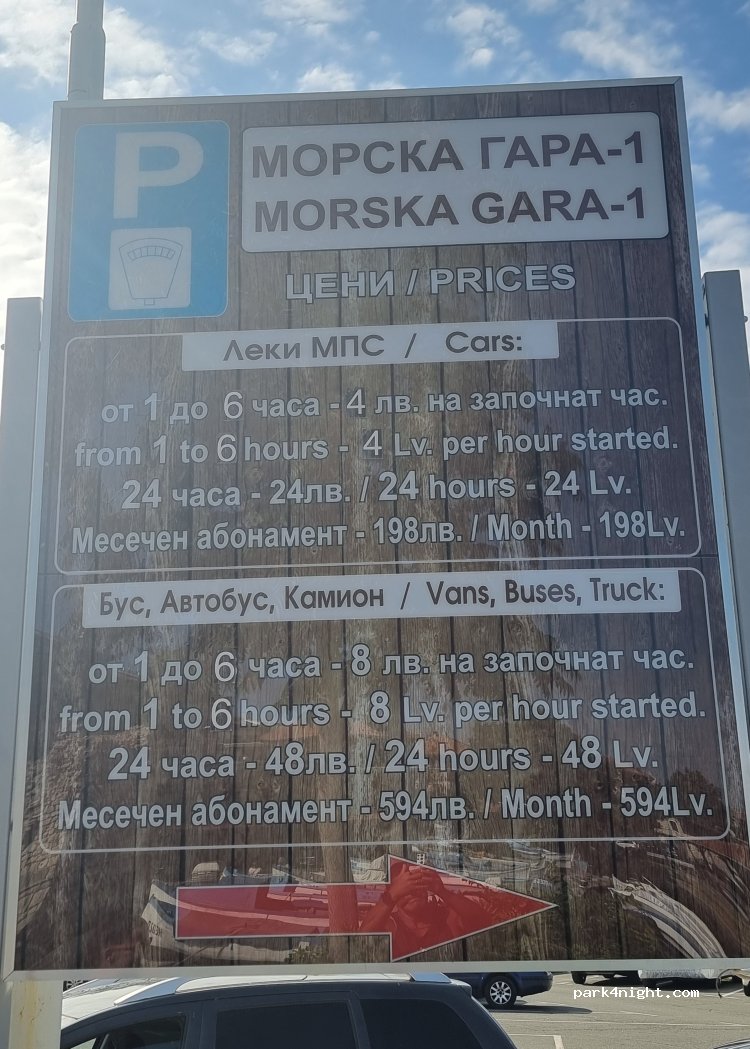 P
МОРСКА ГАРА-1
MORSKA GARA-1
ЦЕНИ / PRICES
Леки МПС / Cars:
от 1 до 6 часа - 4 лв. на започнат час.
from 1 to 6 hours - 4 Lv. per hour started.
24 часа - 24лв. / 24 hours - 24 Lv.
Месечен абонамент - 198лв. / Month - 198Lv.
Бус, Автобус, Камион / Vans, Buses, Truck:
от 1 до 6 часа - 8 лв. на започнат час.
from 1 to 6 hours - 8 Lv. per hour started.
24 часа - 48лв. / 24 hours - 48 Lv.
Месечен абонамент - 594лв. / Month - 594Lv.
park4night.com